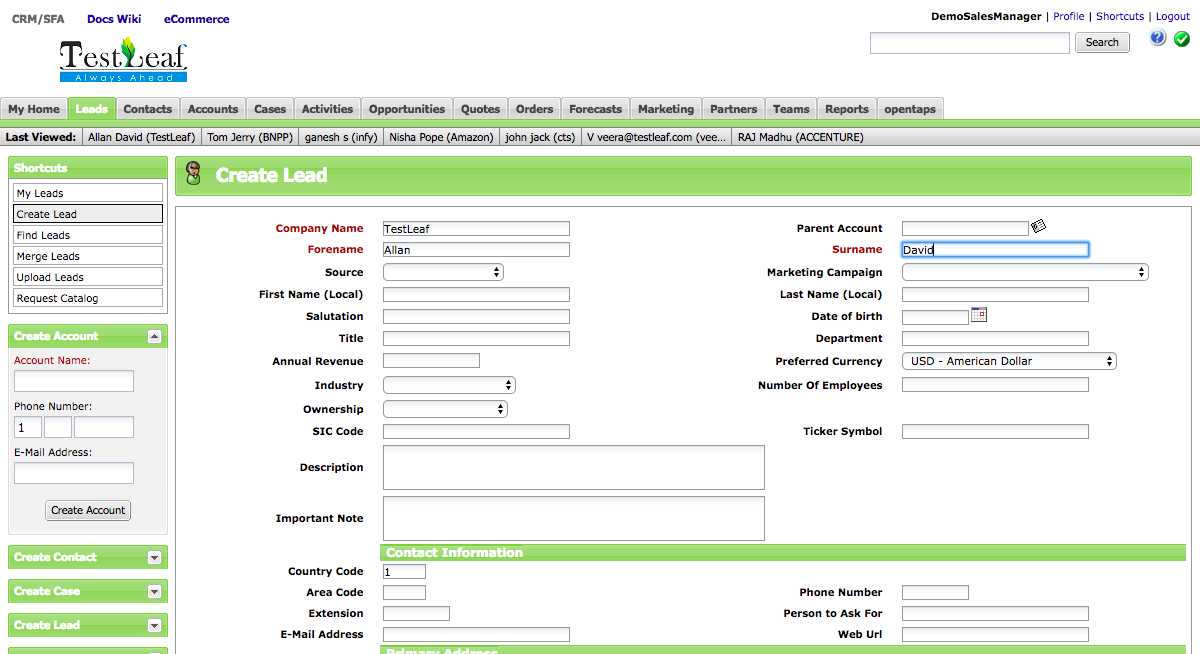 CRM/SFA Docs Wiki eCommerce
DemoSalesManager | Profile | Shortcuts | Logout
TestLeaf
Always Ahead
Search
My Home Leads Contacts Accounts Cases Activities Opportunities Quotes Orders Forecasts Marketing Partners Teams Reports opentaps
Last Viewed: Allan David (TestLeaf) Tom Jerry (BNPP) ganesh s (infy) Nisha Pope (Amazon) john jack (cts) V veera@testleaf.com (vee... RAJ Madhu (ACCENTURE)
Shortcuts
My Leads
Create Lead
Find Leads
Merge Leads
Upload Leads
Request Catalog
Create Account
Account Name:
Phone Number:
1
E-Mail Address:
Create Account
Create Contact
Create Case
Create Lead
Create Lead
Company Name TestLeaf Parent Account
Forename Allan Surname David
Source Marketing Campaign
First Name (Local) Last Name (Local)
Salutation Date of birth
Title Department
Annual Revenue Preferred Currency USD - American Dollar
Industry Number Of Employees
Ownership
SIC Code Ticker Symbol
Description
Important Note
Contact Information
Country Code 1
Area Code Phone Number
Extension Person to Ask For
E-Mail Address Web Url
Primary Address